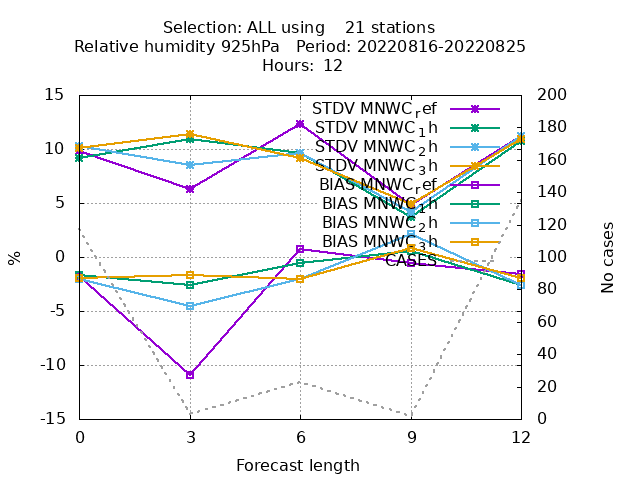 Selection: ALL using    21 stations
Relative humidity 925hPa   Period: 20220816-20220825
Hours:  12
STDV MNWC_ref
STDV MNWC_1h
STDV MNWC_2h
STDV MNWC_3h
BIAS MNWC_ref
BIAS MNWC_1h
BIAS MNWC_2h
BIAS MNWC_3h
CASES
15
10
5
0
-5
-10
-15
%
200
180
160
140
120
100
80
60
40
20
0
No cases
0 3 6 9 12
Forecast length